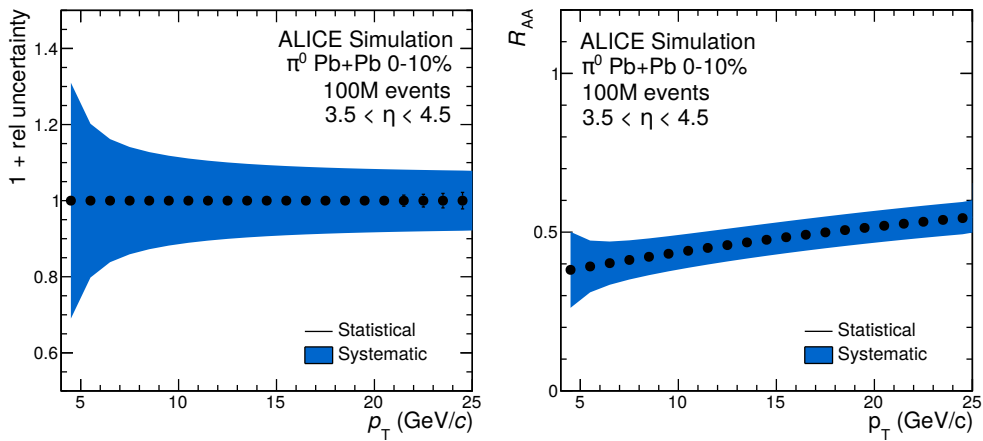 1 + rel uncertainty
1.4
1.2
1
0.8
0.6
ALICE Simulation
π⁰ Pb+Pb 0-10%
100M events
3.5 < η < 4.5
Statistical
Systematic
5 10 15 20 25
p_T (GeV/c)
R_AA
1
0.5
0
ALICE Simulation
π⁰ Pb+Pb 0-10%
100M events
3.5 < η < 4.5
Statistical
Systematic
5 10 15 20 25
p_T (GeV/c)